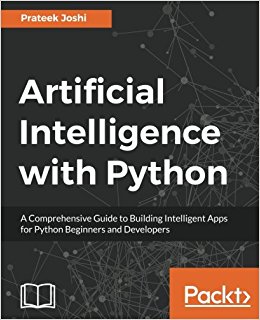 Prateek Joshi
Artificial
Intelligence
with Python
A Comprehensive Guide to Building Intelligent Apps
for Python Beginners and Developers
Packt>